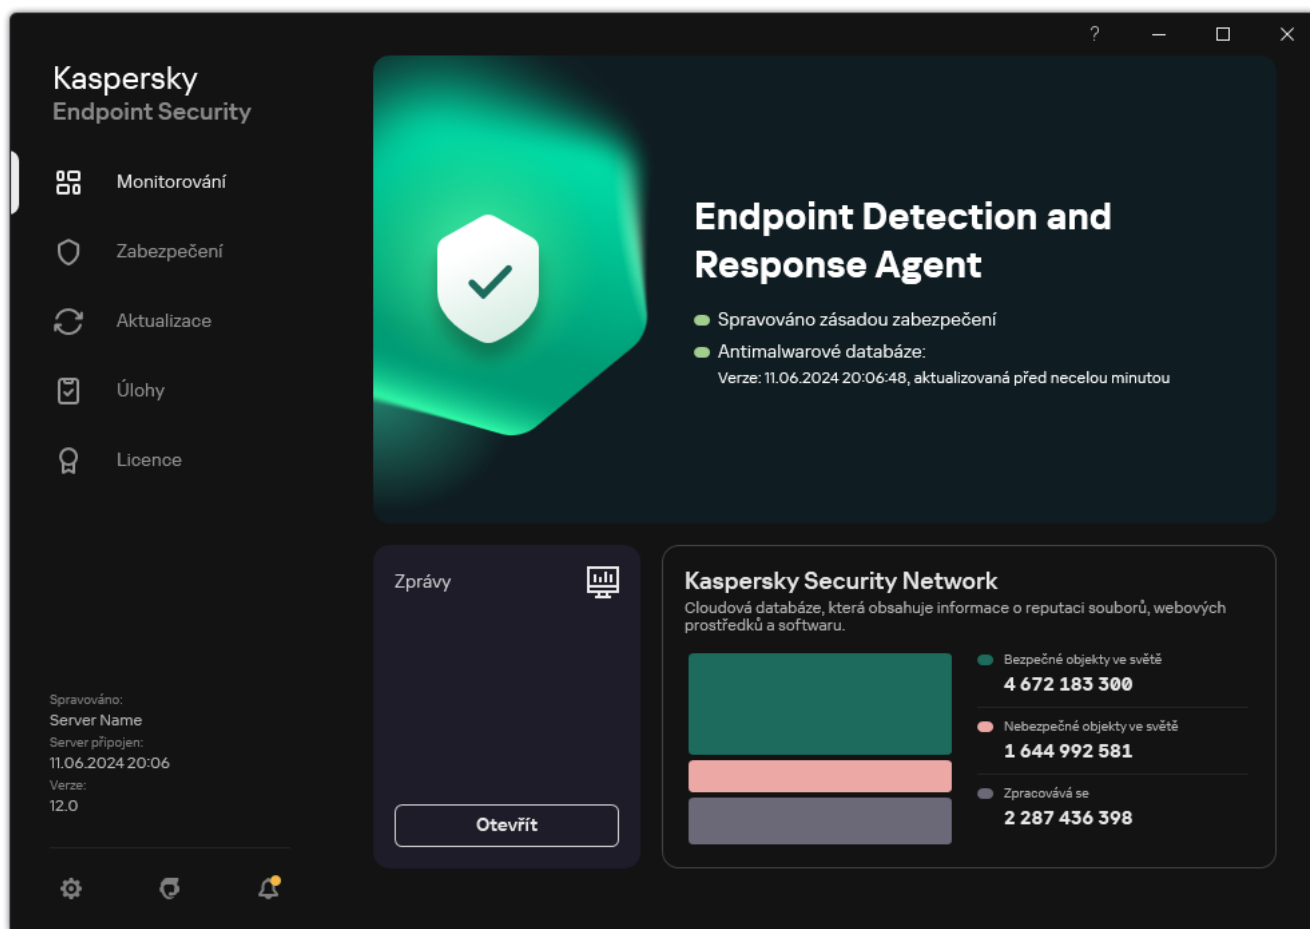 ?
Kaspersky
Endpoint Security
Monitorování
Zabezpečení
Aktualizace
Úlohy
Licence
Spravováno:
Server Name
Server připojen:
11.06.2024 20:06
Verze:
12.0
Endpoint Detection and
Response Agent
Spravováno zásadou zabezpečení
Antimalwarové databáze:
Verze: 11.06.2024 20:06:48, aktualizovaná před necelou minutou
Zprávy
Otevřít
Kaspersky Security Network
Cloudová databáze, která obsahuje informace o reputaci souborů, webových
prostředků a softwaru.
Bezpečné objekty ve světě
4 672 183 300
Nebezpečné objekty ve světě
1 644 992 581
Zpracovává se
2 287 436 398